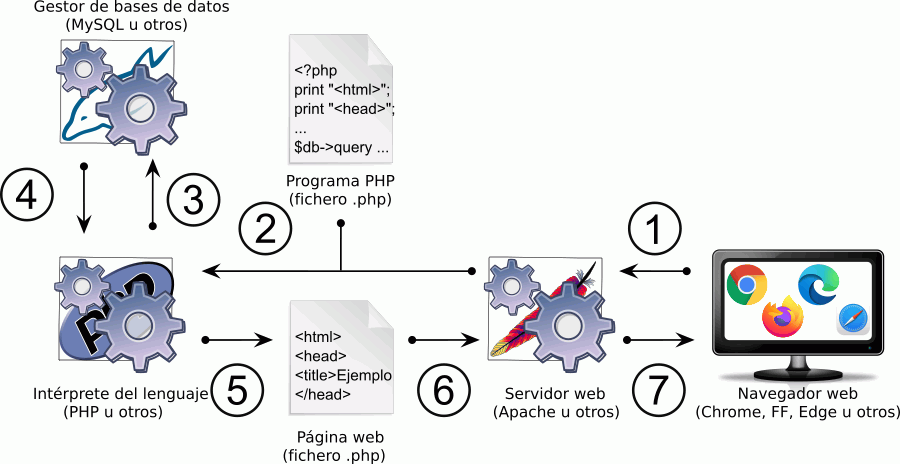 Gestor de bases de datos
(MySQL u otros)
<?php
print "<html>";
print "<head>";
...
$db->query ...
Programa PHP
(fichero .php)
4
3
2
1
PHP
Intérprete del lenguaje
(PHP u otros)
5
<html>
<head>
<title>Ejemplo
</head>
Página web
(fichero .php)
6
Servidor web
(Apache u otros)
7
Navegador web
(Chrome, FF, Edge u otros)